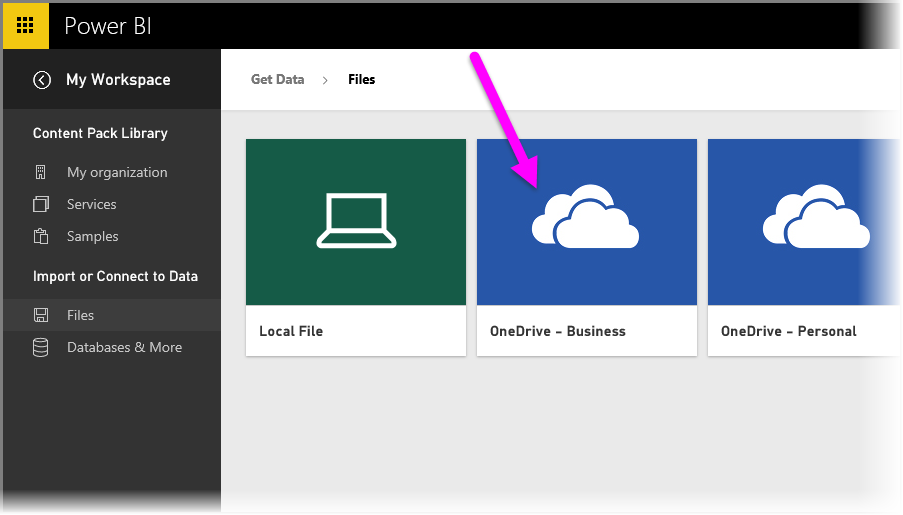 Power BI
My Workspace
Get Data > Files
Content Pack Library
My organization
Services
Samples
Import or Connect to Data
Files
Databases & More
Local File
OneDrive - Business
OneDrive - Personal